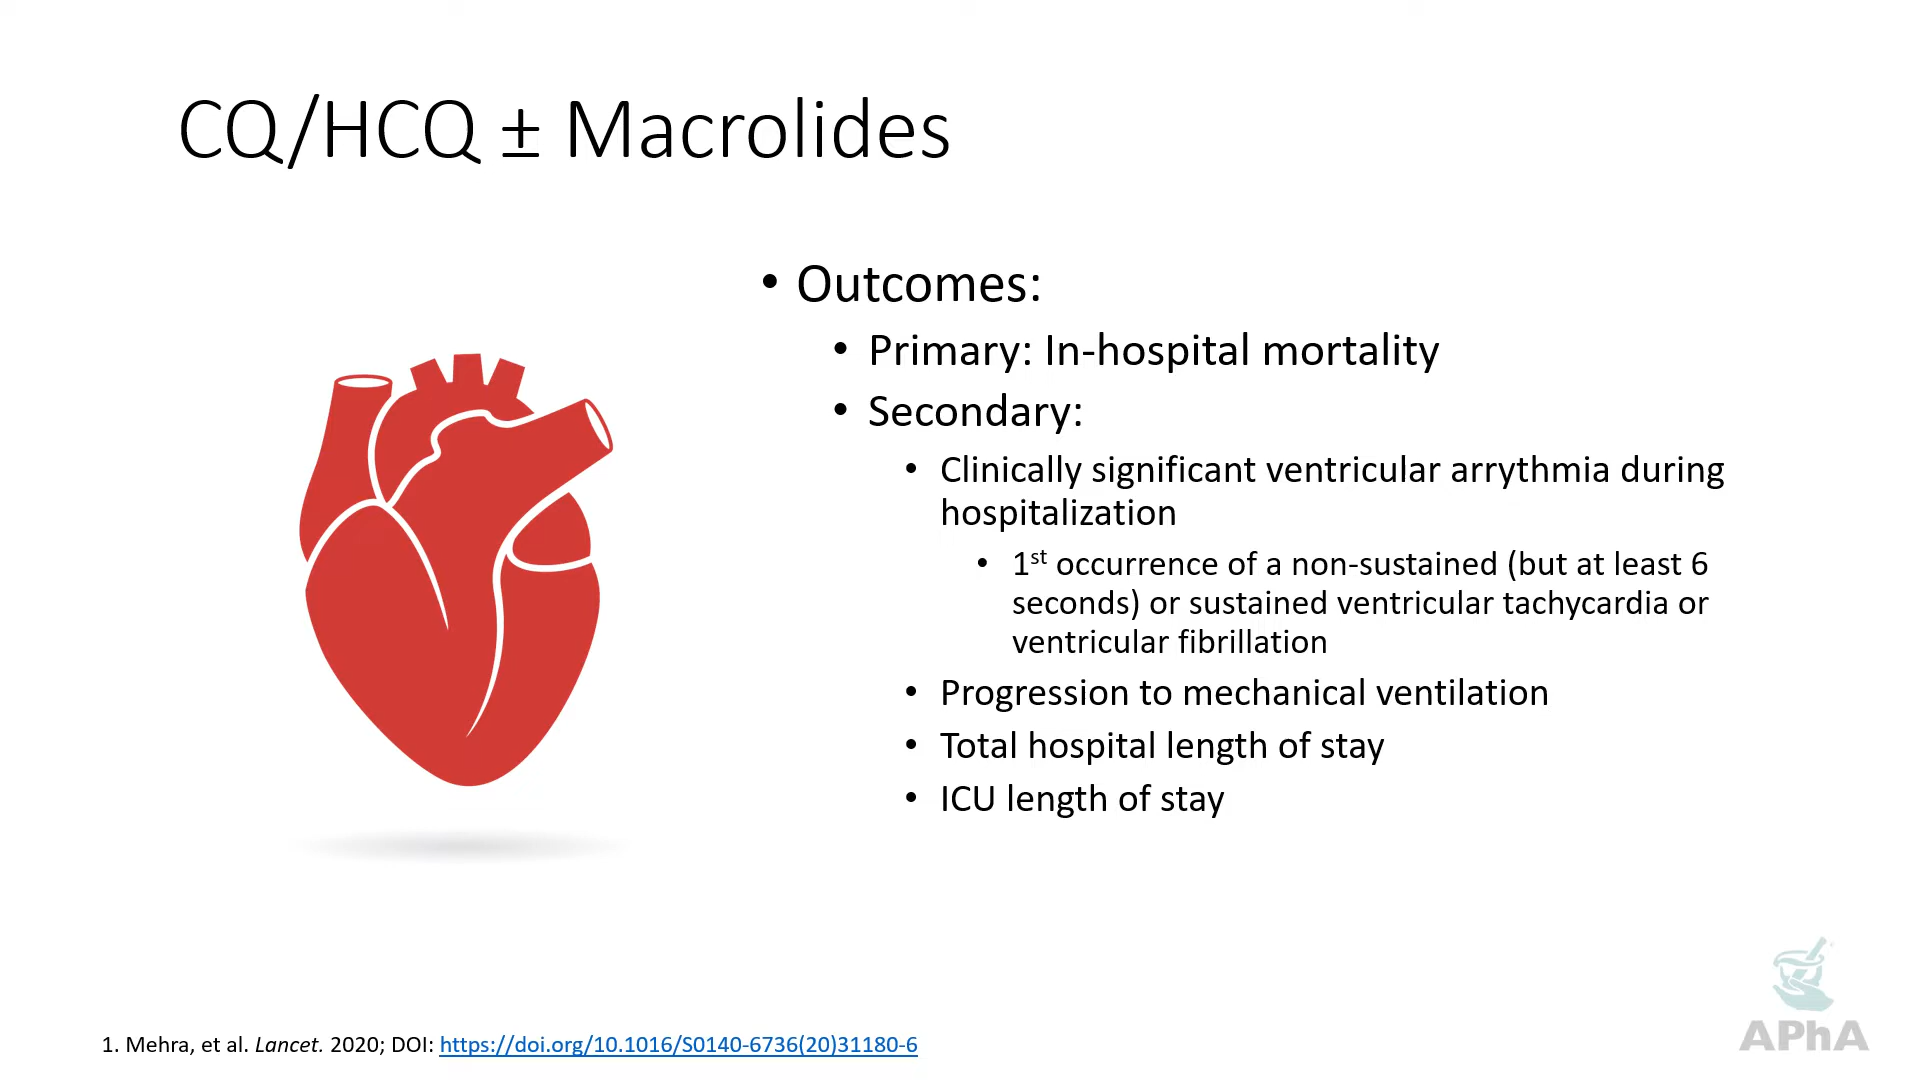 CQ/HCQ ± Macrolides
• Outcomes:
• Primary: In-hospital mortality
• Secondary:
• Clinically significant ventricular arrythmia during
hospitalization
• 1st occurrence of a non-sustained (but at least 6
seconds) or sustained ventricular tachycardia or
ventricular fibrillation
• Progression to mechanical ventilation
• Total hospital length of stay
• ICU length of stay
1. Mehra, et al. Lancet. 2020; DOI: https://doi.org/10.1016/S0140-6736(20)31180-6
APhA